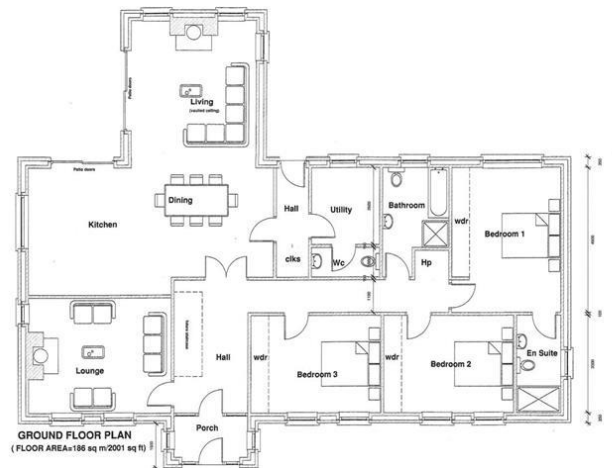 Patio doors
Living
(vaulted ceiling)
Patio doors
Dining
Kitchen
Hall
clks
Utility
Wc
Bathroom
Hp
wdr
Bedroom 1
Lounge
Hall
Porch
wdr
Bedroom 3
wdr
Bedroom 2
En Suite
GROUND FLOOR PLAN
( FLOOR AREA=186 sq m/2001 sq ft)